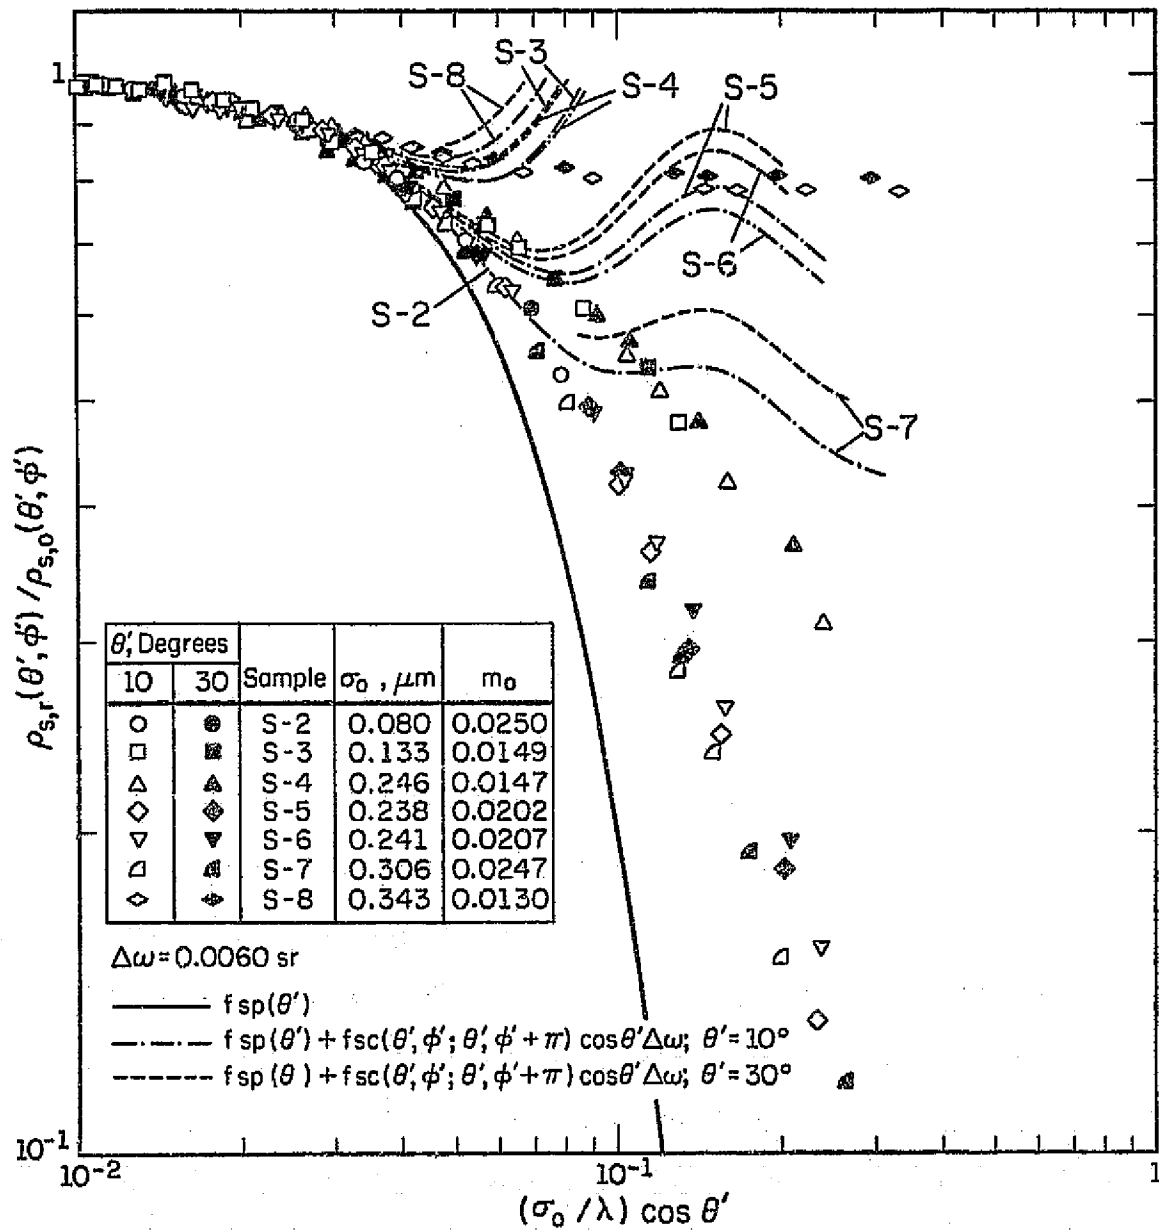 S-3
S-8
S-4
S-5
1
S-6
S-2
S-7
ρs,r(θ′,ϕ′)/ρs,o(θ′,ϕ′)
θ′, Degrees
10 30 Sample σo , μm mo
S-2 0.080 0.0250
S-3 0.133 0.0149
S-4 0.246 0.0147
S-5 0.238 0.0202
S-6 0.241 0.0207
S-7 0.306 0.0247
S-8 0.343 0.0130
Δω=0.0060 sr
f sp(θ′)
f sp(θ′) + fsc(θ′,ϕ′; θ′,ϕ′+π) cosθ′Δω; θ′=10°
f sp(θ ) + fsc(θ′,ϕ′; θ′,ϕ′+π) cosθ′Δω; θ′=30°
10-1
10-2 10-1 1
(σo/λ) cos θ′